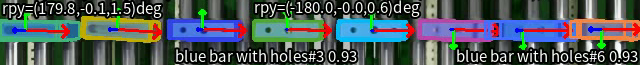 rpy=(179.8,-0.1,1.5)deg
rpy=(-180.0,-0.0,0.6)deg
blue bar with holes#3 0.93
blue bar with holes#6 0.93